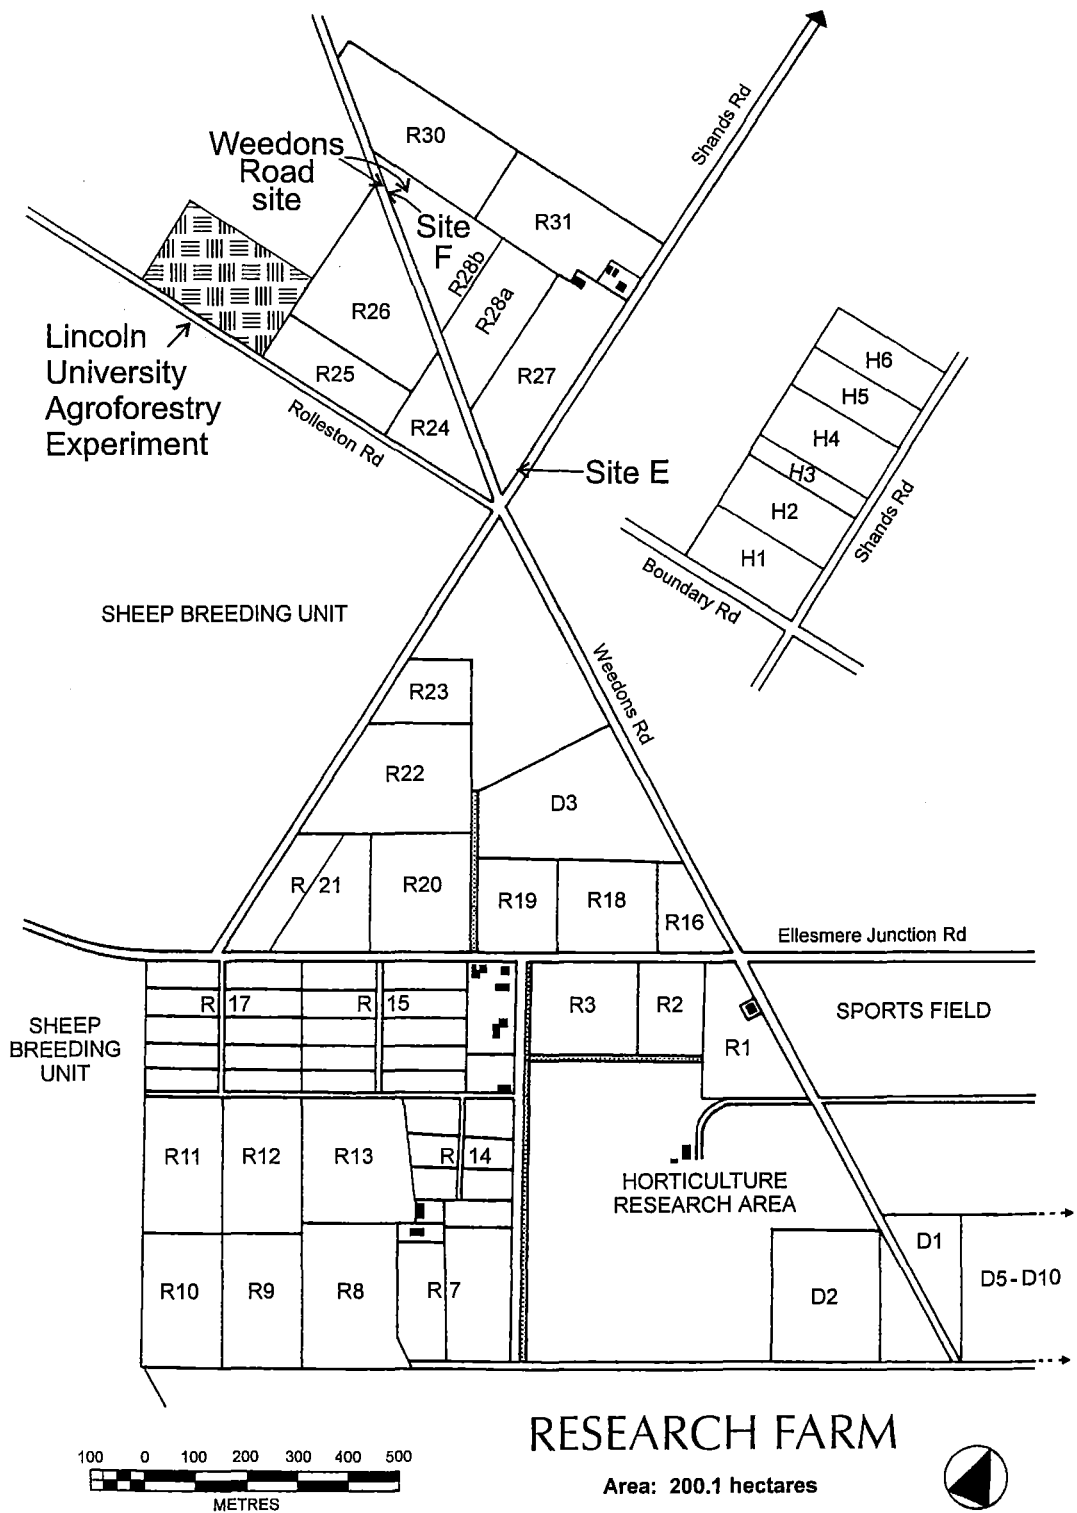 R30
Shands Rd
Weedons
Road
site
Site
F
R31
R28b
R28a
R26
R27
R25
R24
Lincoln
University
Agroforestry
Experiment
Rolleston Rd
Site E
H6
H5
H4
H3
H2
H1
Shands Rd
Boundary Rd
SHEEP BREEDING UNIT
Weedons Rd
R23
R22
D3
R 21
R20
R19
R18
R16
Ellesmere Junction Rd
R 17
R 15
R3
R2
SPORTS FIELD
SHEEP
BREEDING
UNIT
R1
R11
R12
R13
R 14
HORTICULTURE
RESEARCH AREA
D1
D5 - D10
R10
R9
R8
R 7
D2
RESEARCH FARM
Area: 200.1 hectares
100 0 100 200 300 400 500
METRES